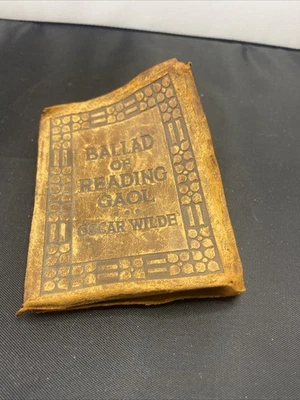 BALLAD
OF
READING
GAOL
OSCAR WILDE